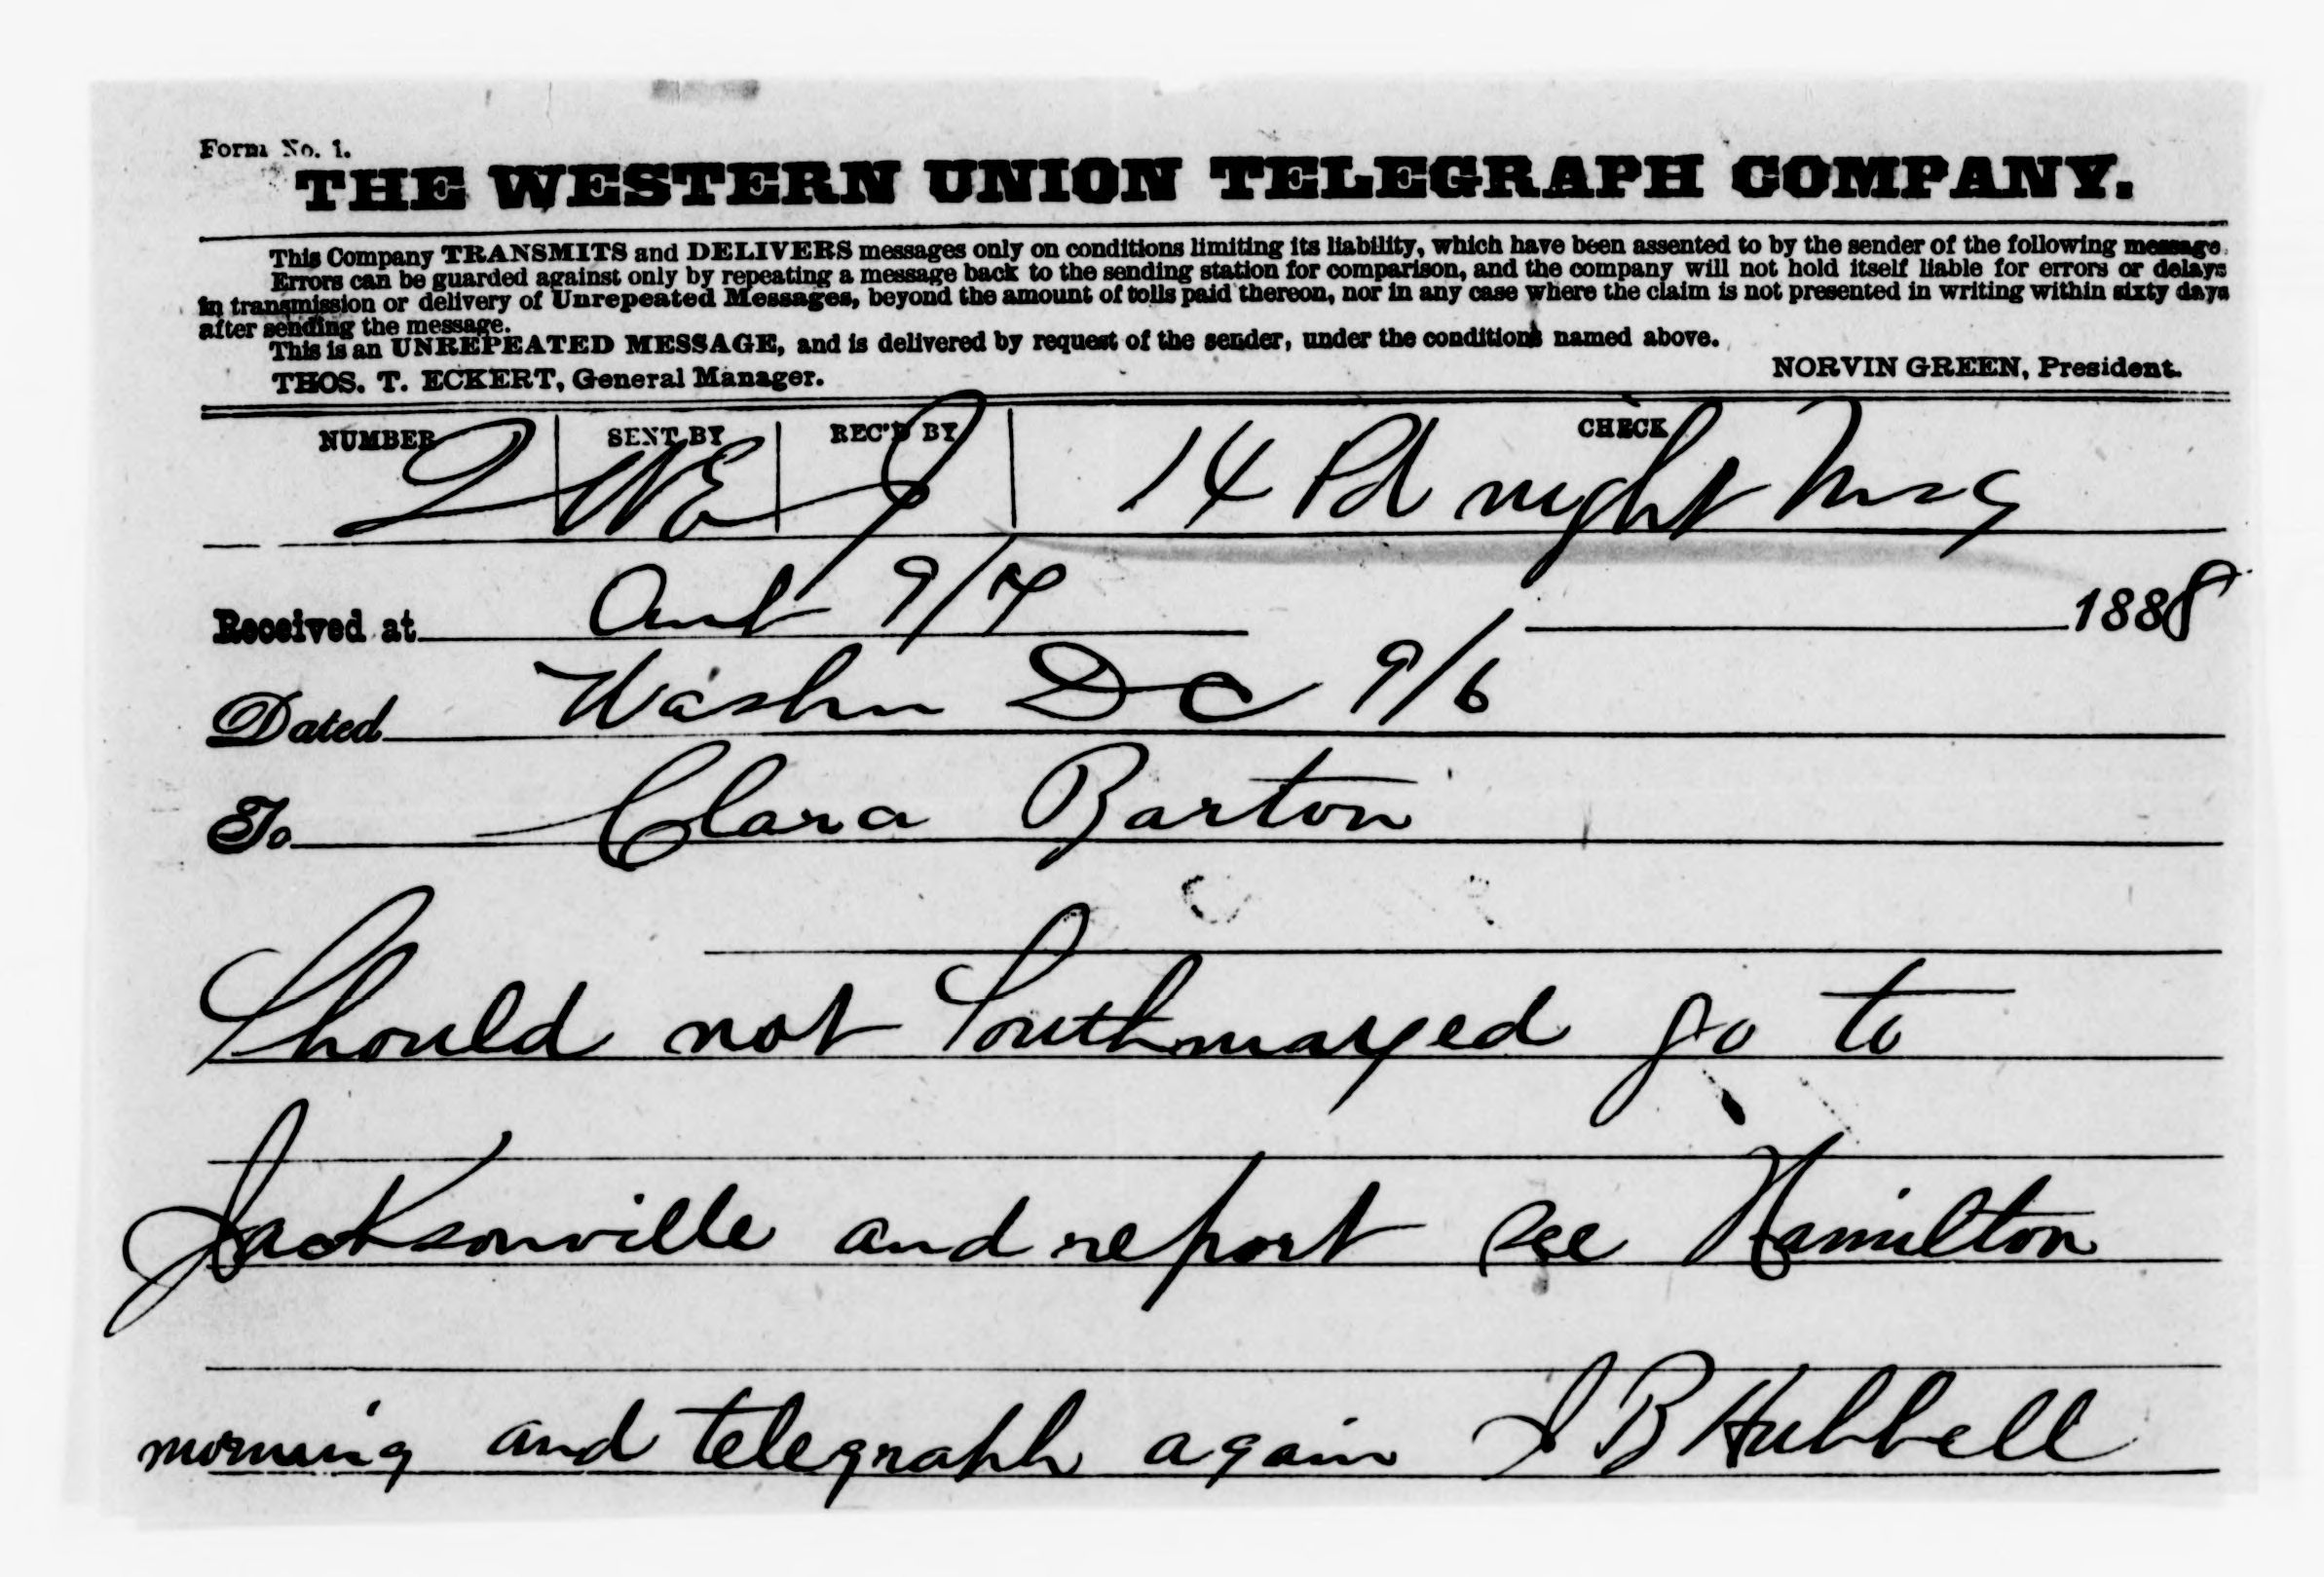 Form No. 1.
THE WESTERN UNION TELEGRAPH COMPANY.
This Company TRANSMITS and DELIVERS messages only on conditions limiting its liability, which have been assented to by the sender of the following message.
Errors can be guarded against only by repeating a message back to the sending station for comparison, and the company will not hold itself liable for errors or delays
in transmission or delivery of Unrepeated Messages, beyond the amount of tolls paid thereon, nor in any case where the claim is not presented in writing within sixty days
after sending the message.
This is an UNREPEATED MESSAGE, and is delivered by request of the sender, under the conditions named above.
THOS. T. ECKERT, General Manager. NORVIN GREEN, President.
NUMBER SENT BY REC'D BY CHECK
2 14 Pd night Msg
Received at 9/7 1888
Dated Washn DC 9/6
To Clara Barton
Should not Southmayed go to
Jacksonville and report see Hamilton
morning and telegraph again J B Hubbell